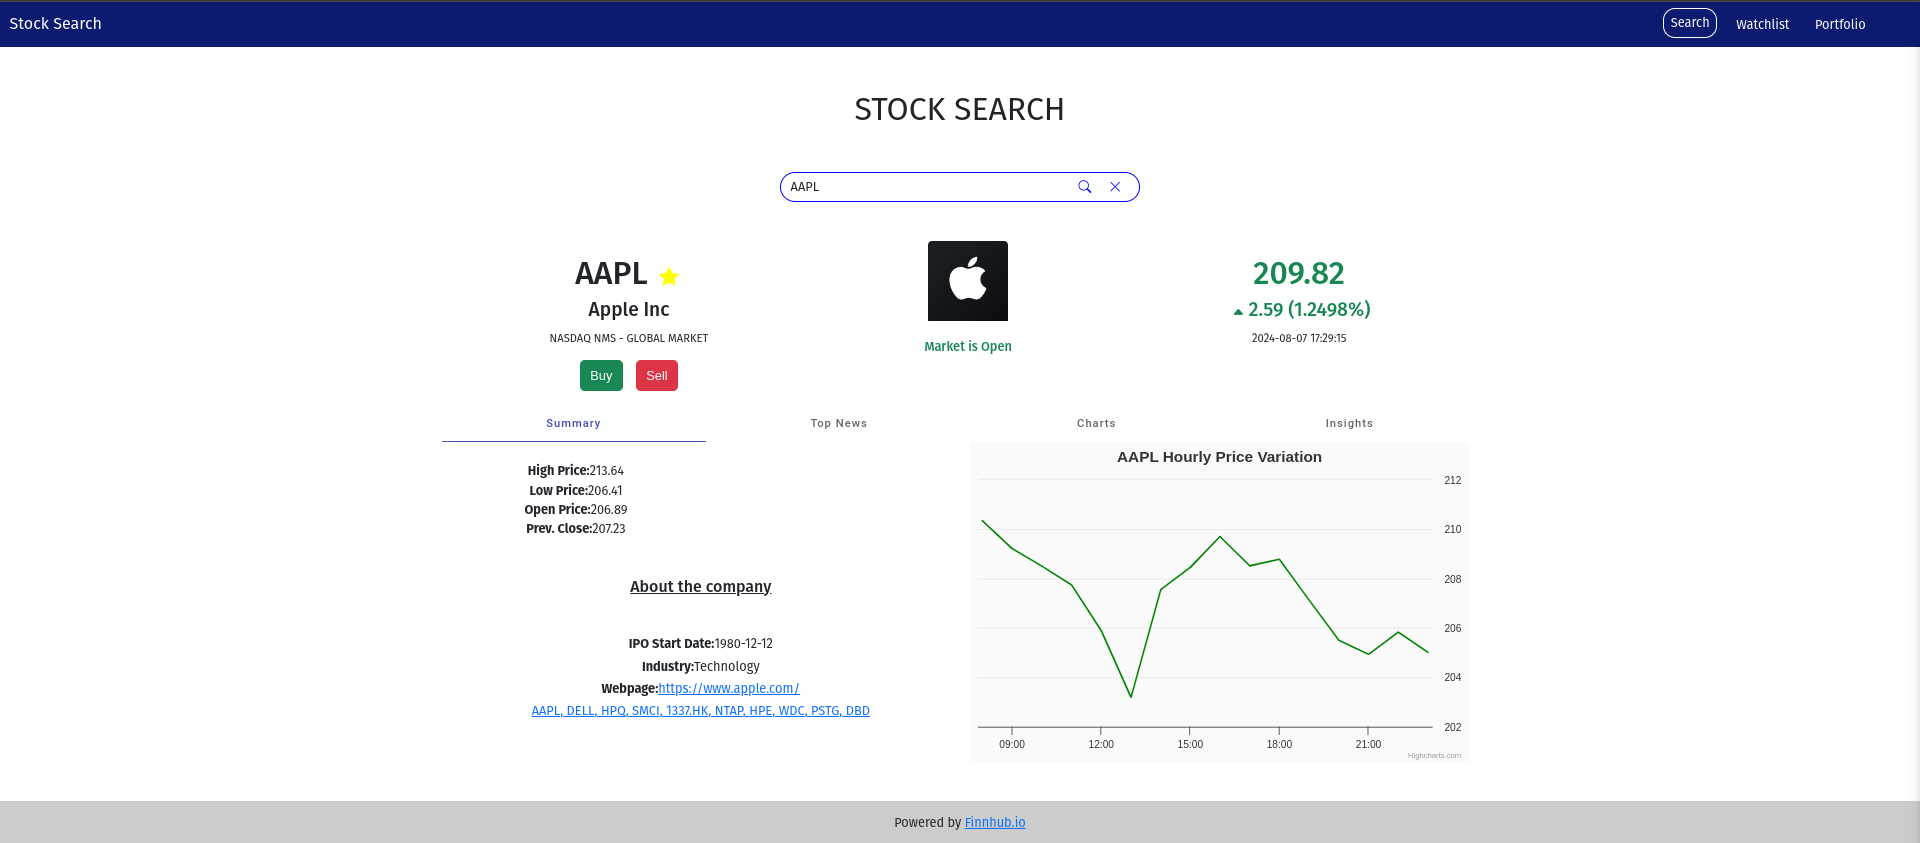 Stock Search
Search Watchlist Portfolio
STOCK SEARCH
AAPL
AAPL
Apple Inc
NASDAQ NMS - GLOBAL MARKET
Buy Sell
Market is Open
209.82
2.59 (1.2498%)
2024-08-07 17:29:15
Summary Top News Charts Insights
High Price:213.64
Low Price:206.41
Open Price:206.89
Prev. Close:207.23
About the company
IPO Start Date:1980-12-12
Industry:Technology
Webpage:https://www.apple.com/
AAPL, DELL, HPQ, SMCI, 1337.HK, NTAP, HPE, WDC, PSTG, DBD
AAPL Hourly Price Variation
212
210
208
206
204
202
09:00 12:00 15:00 18:00 21:00
Highcharts.com
Powered by Finnhub.io